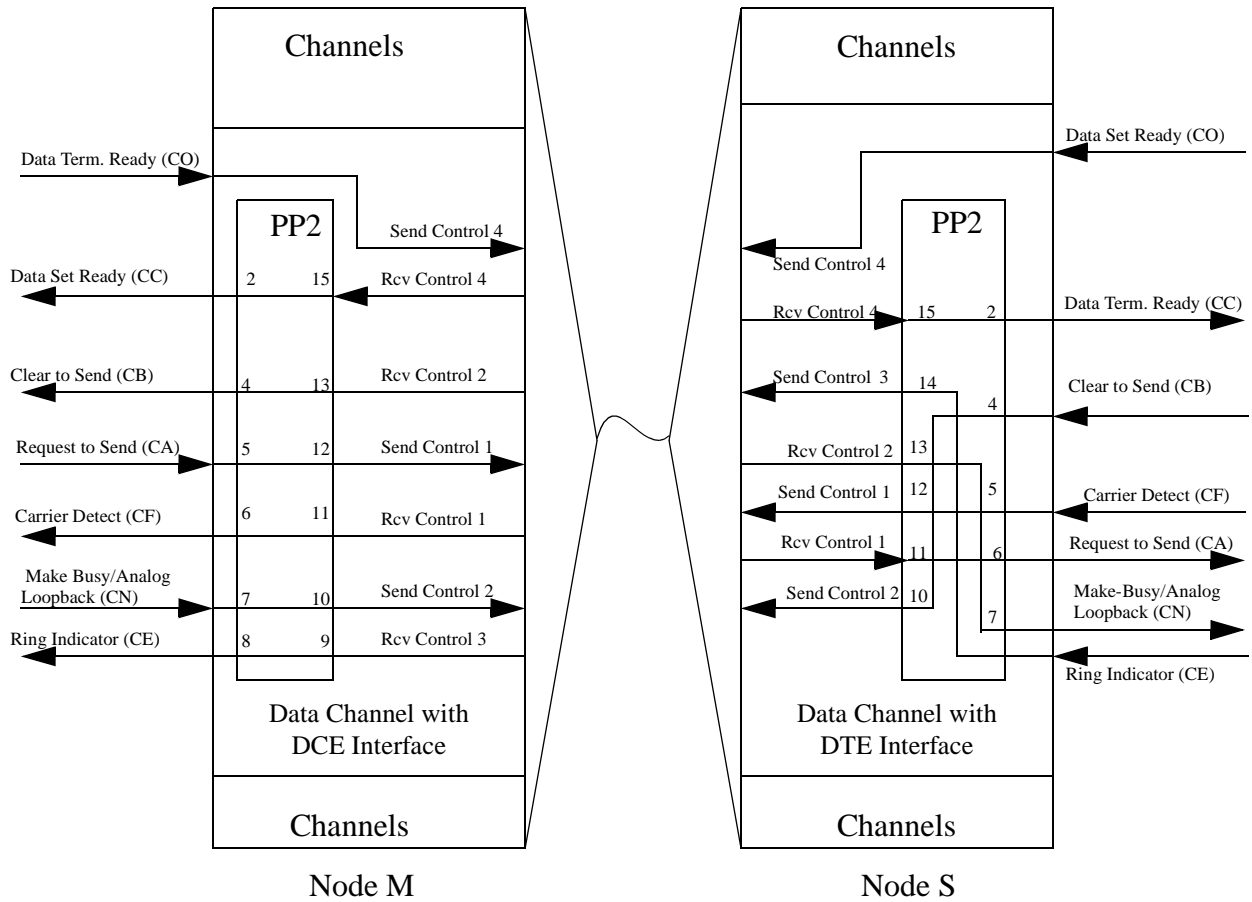 Channels
Data Term. Ready (CO)
PP2
Send Control 4
Data Set Ready (CC)
2
15
Rcv Control 4
Clear to Send (CB)
4
13
Rcv Control 2
Request to Send (CA)
5
12
Send Control 1
Carrier Detect (CF)
6
11
Rcv Control 1
Make Busy/Analog
Loopback (CN)
7
10
Send Control 2
Ring Indicator (CE)
8
9
Rcv Control 3
Data Channel with
DCE Interface
Channels
Node M
Channels
Data Set Ready (CO)
PP2
Send Control 4
Rcv Control 4
15
2
Data Term. Ready (CC)
Send Control 3
14
4
Clear to Send (CB)
Rcv Control 2
13
Send Control 1
12
5
Carrier Detect (CF)
Rcv Control 1
11
6
Request to Send (CA)
Send Control 2
10
7
Make-Busy/Analog
Loopback (CN)
Ring Indicator (CE)
Data Channel with
DTE Interface
Channels
Node S